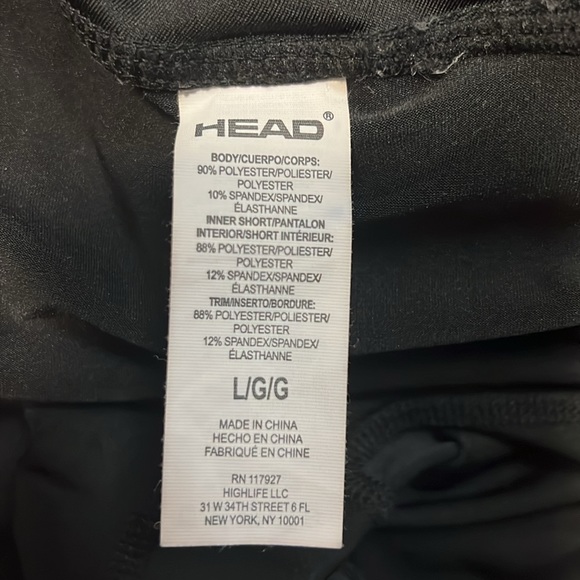 HEAD®
BODY/CUERPO/CORPS:
90% POLYESTER/POLIESTER/
POLYESTER
10% SPANDEX/SPANDEX/
ÉLASTHANNE
INNER SHORT/PANTALON
INTERIOR/SHORT INTÉRIEUR:
88% POLYESTER/POLIESTER/
POLYESTER
12% SPANDEX/SPANDEX/
ÉLASTHANNE
TRIM/INSERTO/BORDURE:
88% POLYESTER/POLIESTER/
POLYESTER
12% SPANDEX/SPANDEX/
ÉLASTHANNE
L/G/G
MADE IN CHINA
HECHO EN CHINA
FABRIQUÉ EN CHINE
RN 117927
HIGHLIFE LLC
31 W 34TH STREET 6 FL
NEW YORK, NY 10001